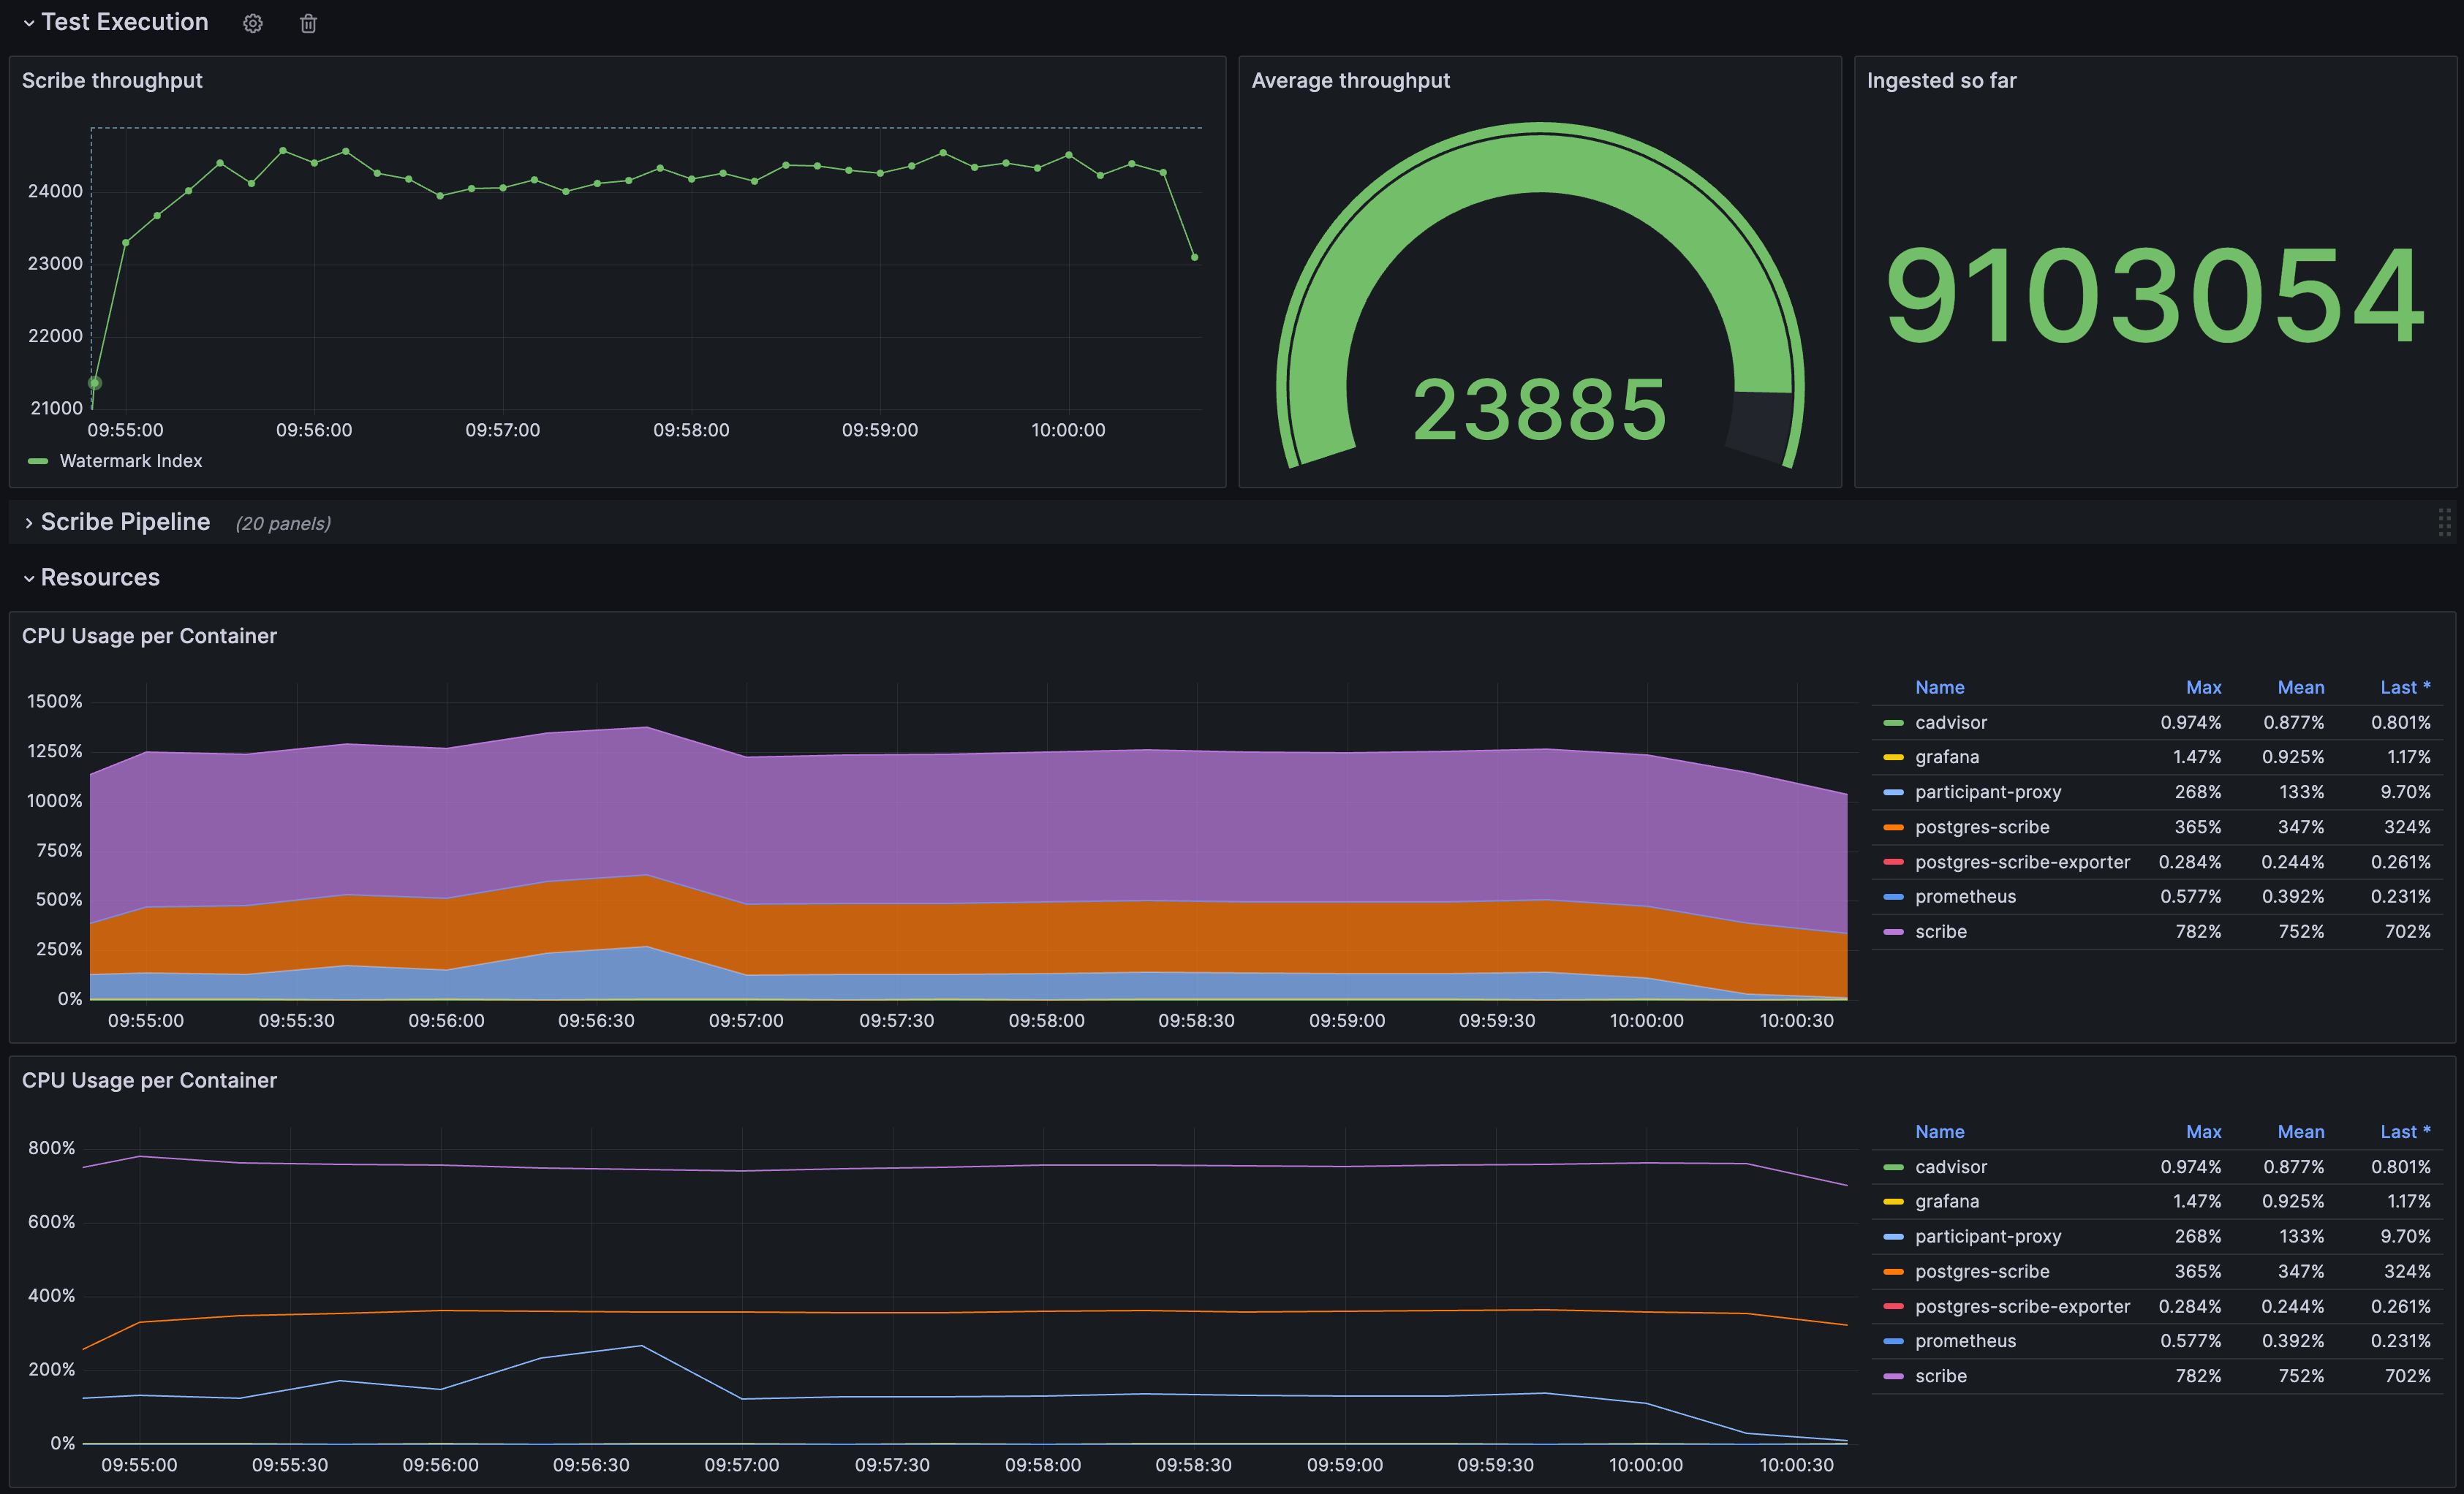 Test Execution
Scribe throughput
24000
23000
22000
21000
09:55:00 09:56:00 09:57:00 09:58:00 09:59:00 10:00:00
Watermark Index
Average throughput
23885
Ingested so far
9103054
Scribe Pipeline (20 panels)
Resources
CPU Usage per Container
1500%
1250%
1000%
750%
500%
250%
0%
09:55:00 09:55:30 09:56:00 09:56:30 09:57:00 09:57:30 09:58:00 09:58:30 09:59:00 09:59:30 10:00:00 10:00:30
Name Max Mean Last *
cadvisor 0.974% 0.877% 0.801%
grafana 1.47% 0.925% 1.17%
participant-proxy 268% 133% 9.70%
postgres-scribe 365% 347% 324%
postgres-scribe-exporter 0.284% 0.244% 0.261%
prometheus 0.577% 0.392% 0.231%
scribe 782% 752% 702%
CPU Usage per Container
800%
600%
400%
200%
0%
09:55:00 09:55:30 09:56:00 09:56:30 09:57:00 09:57:30 09:58:00 09:58:30 09:59:00 09:59:30 10:00:00 10:00:30
Name Max Mean Last *
cadvisor 0.974% 0.877% 0.801%
grafana 1.47% 0.925% 1.17%
participant-proxy 268% 133% 9.70%
postgres-scribe 365% 347% 324%
postgres-scribe-exporter 0.284% 0.244% 0.261%
prometheus 0.577% 0.392% 0.231%
scribe 782% 752% 702%